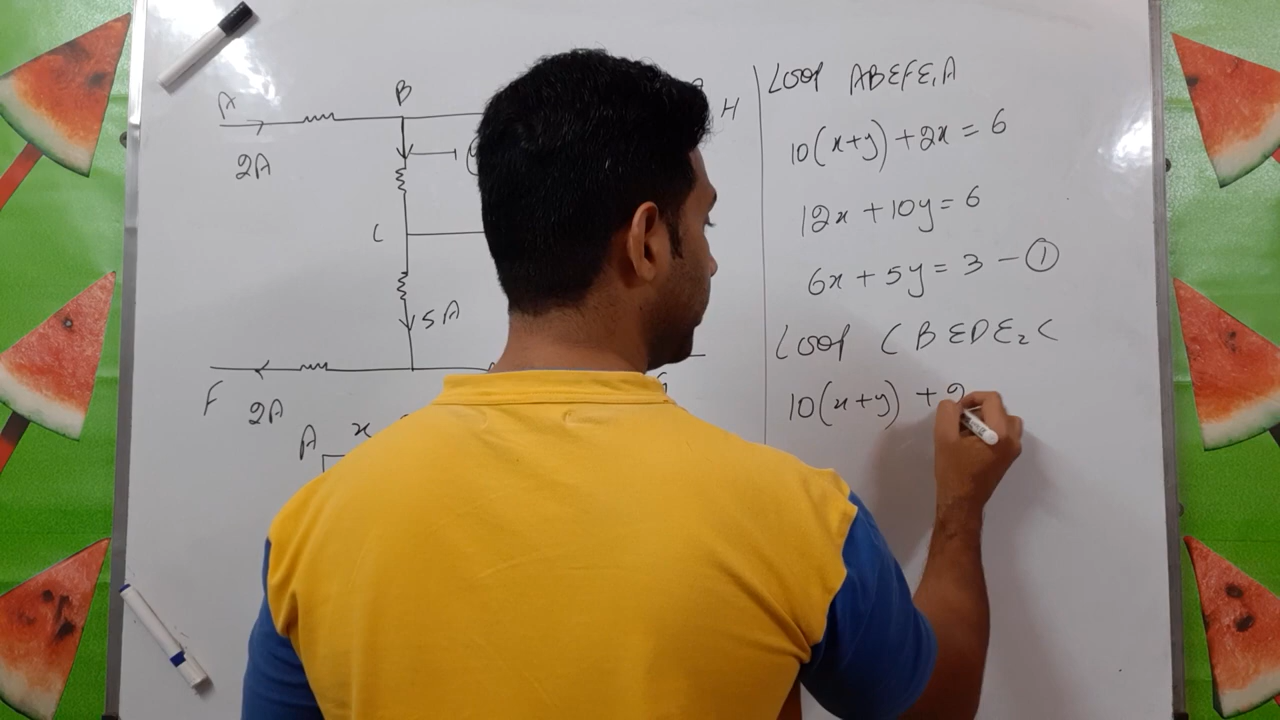 A
B
H
2A
C
5A
F
2A
A x
Loop ABEFE₁A
10(x+y)+2x = 6
12x + 10y = 6
6x + 5y = 3 – ①
Loop CBEDE₂C
10(x+y) + 2